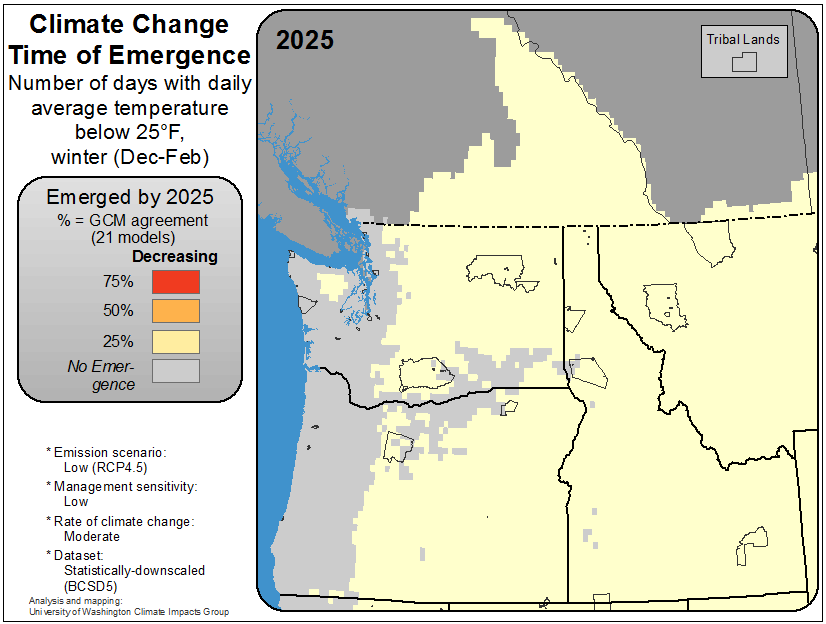 Climate Change
Time of Emergence
Number of days with daily
average temperature
below 25°F,
winter (Dec-Feb)
Emerged by 2025
% = GCM agreement
(21 models)
Decreasing
75%
50%
25%
No Emer-
gence
* Emission scenario:
Low (RCP4.5)
* Management sensitivity:
Low
* Rate of climate change:
Moderate
* Dataset:
Statistically-downscaled
(BCSD5)
Analysis and mapping:
University of Washington Climate Impacts Group
2025
Tribal Lands